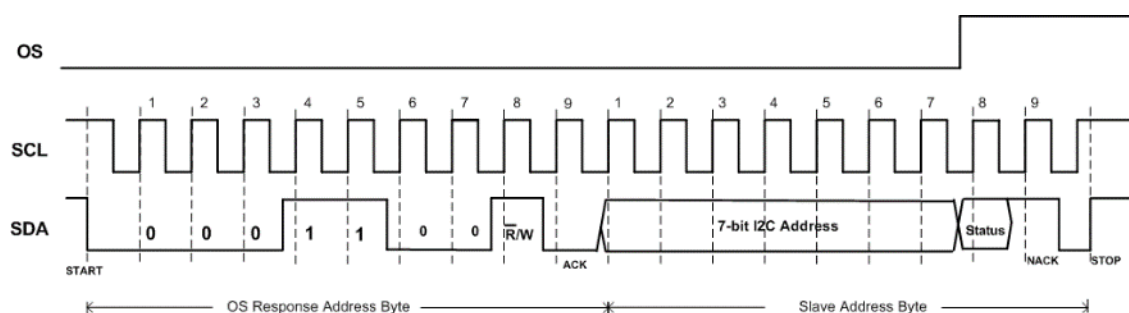 OS
1 2 3 4 5 6 7 8 9 1 2 3 4 5 6 7 8 9
SCL
SDA
0 0 0 1 1 0 0 R̅/W 7-bit I2C Address Status
START ACK NACK STOP
OS Response Address Byte Slave Address Byte